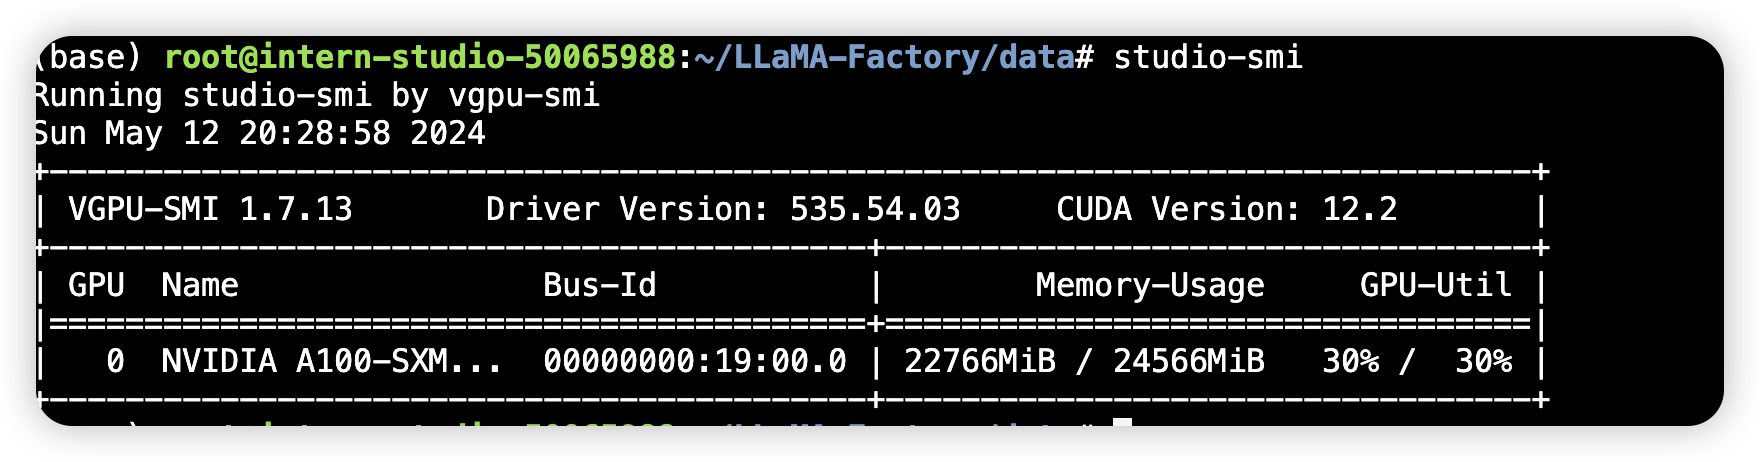 (base) root@intern-studio-50065988:~/LLaMA-Factory/data# studio-smi
Running studio-smi by vgpu-smi
Sun May 12 20:28:58 2024
+------------------------------------------------------------------------------+
| VGPU-SMI 1.7.13       Driver Version: 535.54.03     CUDA Version: 12.2       |
+-------------------------------------------+----------------------------------+
| GPU  Name                Bus-Id           |        Memory-Usage     GPU-Util |
|===========================================+==================================|
|   0  NVIDIA A100-SXM...  00000000:19:00.0 | 22766MiB / 24566MiB   30% /  30% |
+-------------------------------------------+----------------------------------+